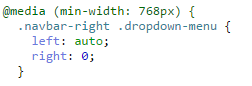 @media (min-width: 768px) {
.navbar-right .dropdown-menu {
left: auto;
right: 0;
}